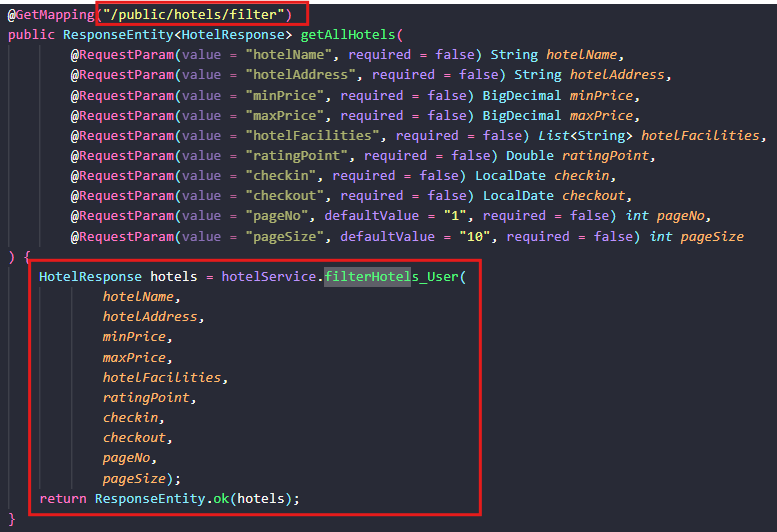 @GetMapping("/public/hotels/filter")
public ResponseEntity<HotelResponse> getAllHotels(
@RequestParam(value = "hotelName", required = false) String hotelName,
@RequestParam(value = "hotelAddress", required = false) String hotelAddress,
@RequestParam(value = "minPrice", required = false) BigDecimal minPrice,
@RequestParam(value = "maxPrice", required = false) BigDecimal maxPrice,
@RequestParam(value = "hotelFacilities", required = false) List<String> hotelFacilities,
@RequestParam(value = "ratingPoint", required = false) Double ratingPoint,
@RequestParam(value = "checkin", required = false) LocalDate checkin,
@RequestParam(value = "checkout", required = false) LocalDate checkout,
@RequestParam(value = "pageNo", defaultValue = "1", required = false) int pageNo,
@RequestParam(value = "pageSize", defaultValue = "10", required = false) int pageSize
) {
HotelResponse hotels = hotelService.filterHotels_User(
hotelName,
hotelAddress,
minPrice,
maxPrice,
hotelFacilities,
ratingPoint,
checkin,
checkout,
pageNo,
pageSize);
return ResponseEntity.ok(hotels);
}